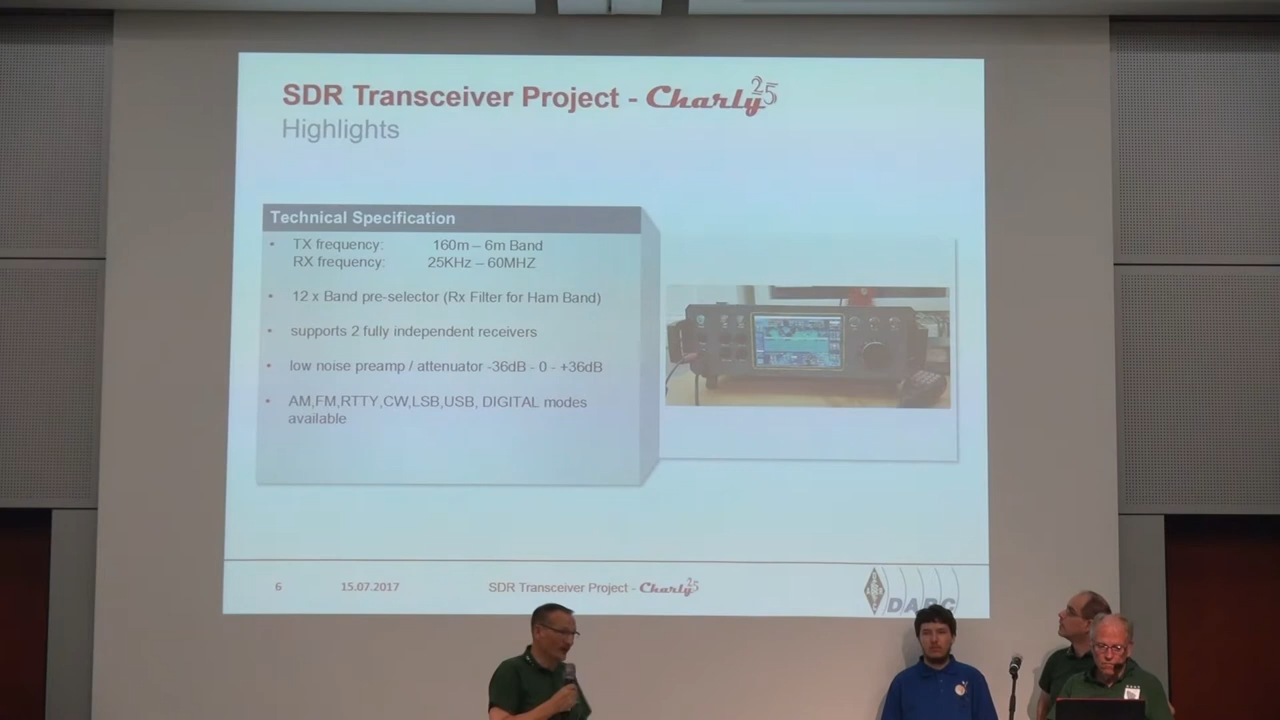 SDR Transceiver Project - Charly 25
Highlights
Technical Specification
• TX frequency: 160m – 6m Band
RX frequency: 25KHz – 60MHZ
• 12 x Band pre-selector (Rx Filter for Ham Band)
• supports 2 fully independent receivers
• low noise preamp / attenuator -36dB - 0 - +36dB
• AM,FM,RTTY,CW,LSB,USB, DIGITAL modes
available
6 15.07.2017 SDR Transceiver Project - Charly 25
DARC